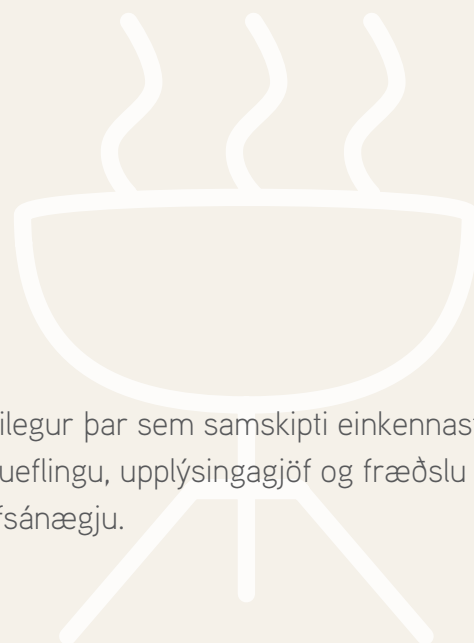 ilegur þar sem samskipti einkennast
ueflingu, upplýsingagjöf og fræðslu
fsánægju.